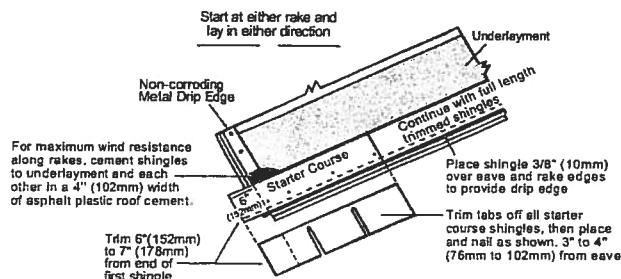 Start at either rake and
lay in either direction
Underlayment
Non-corroding
Metal Drip Edge
Continue with full length
trimmed shingles
For maximum wind resistance
along rakes, cement shingles
to underlayment and each
other in a 4" (102mm) width
of asphalt plastic roof cement.
Starter Course
6"
(152mm)
Place shingle 3/8" (10mm)
over eave and rake edges
to provide drip edge
Trim tabs off all starter
course shingles, then place
and nail as shown. 3" to 4"
(76mm to 102mm) from eave
Trim 6"(152mm)
to 7" (178mm)
from end of
first shingle